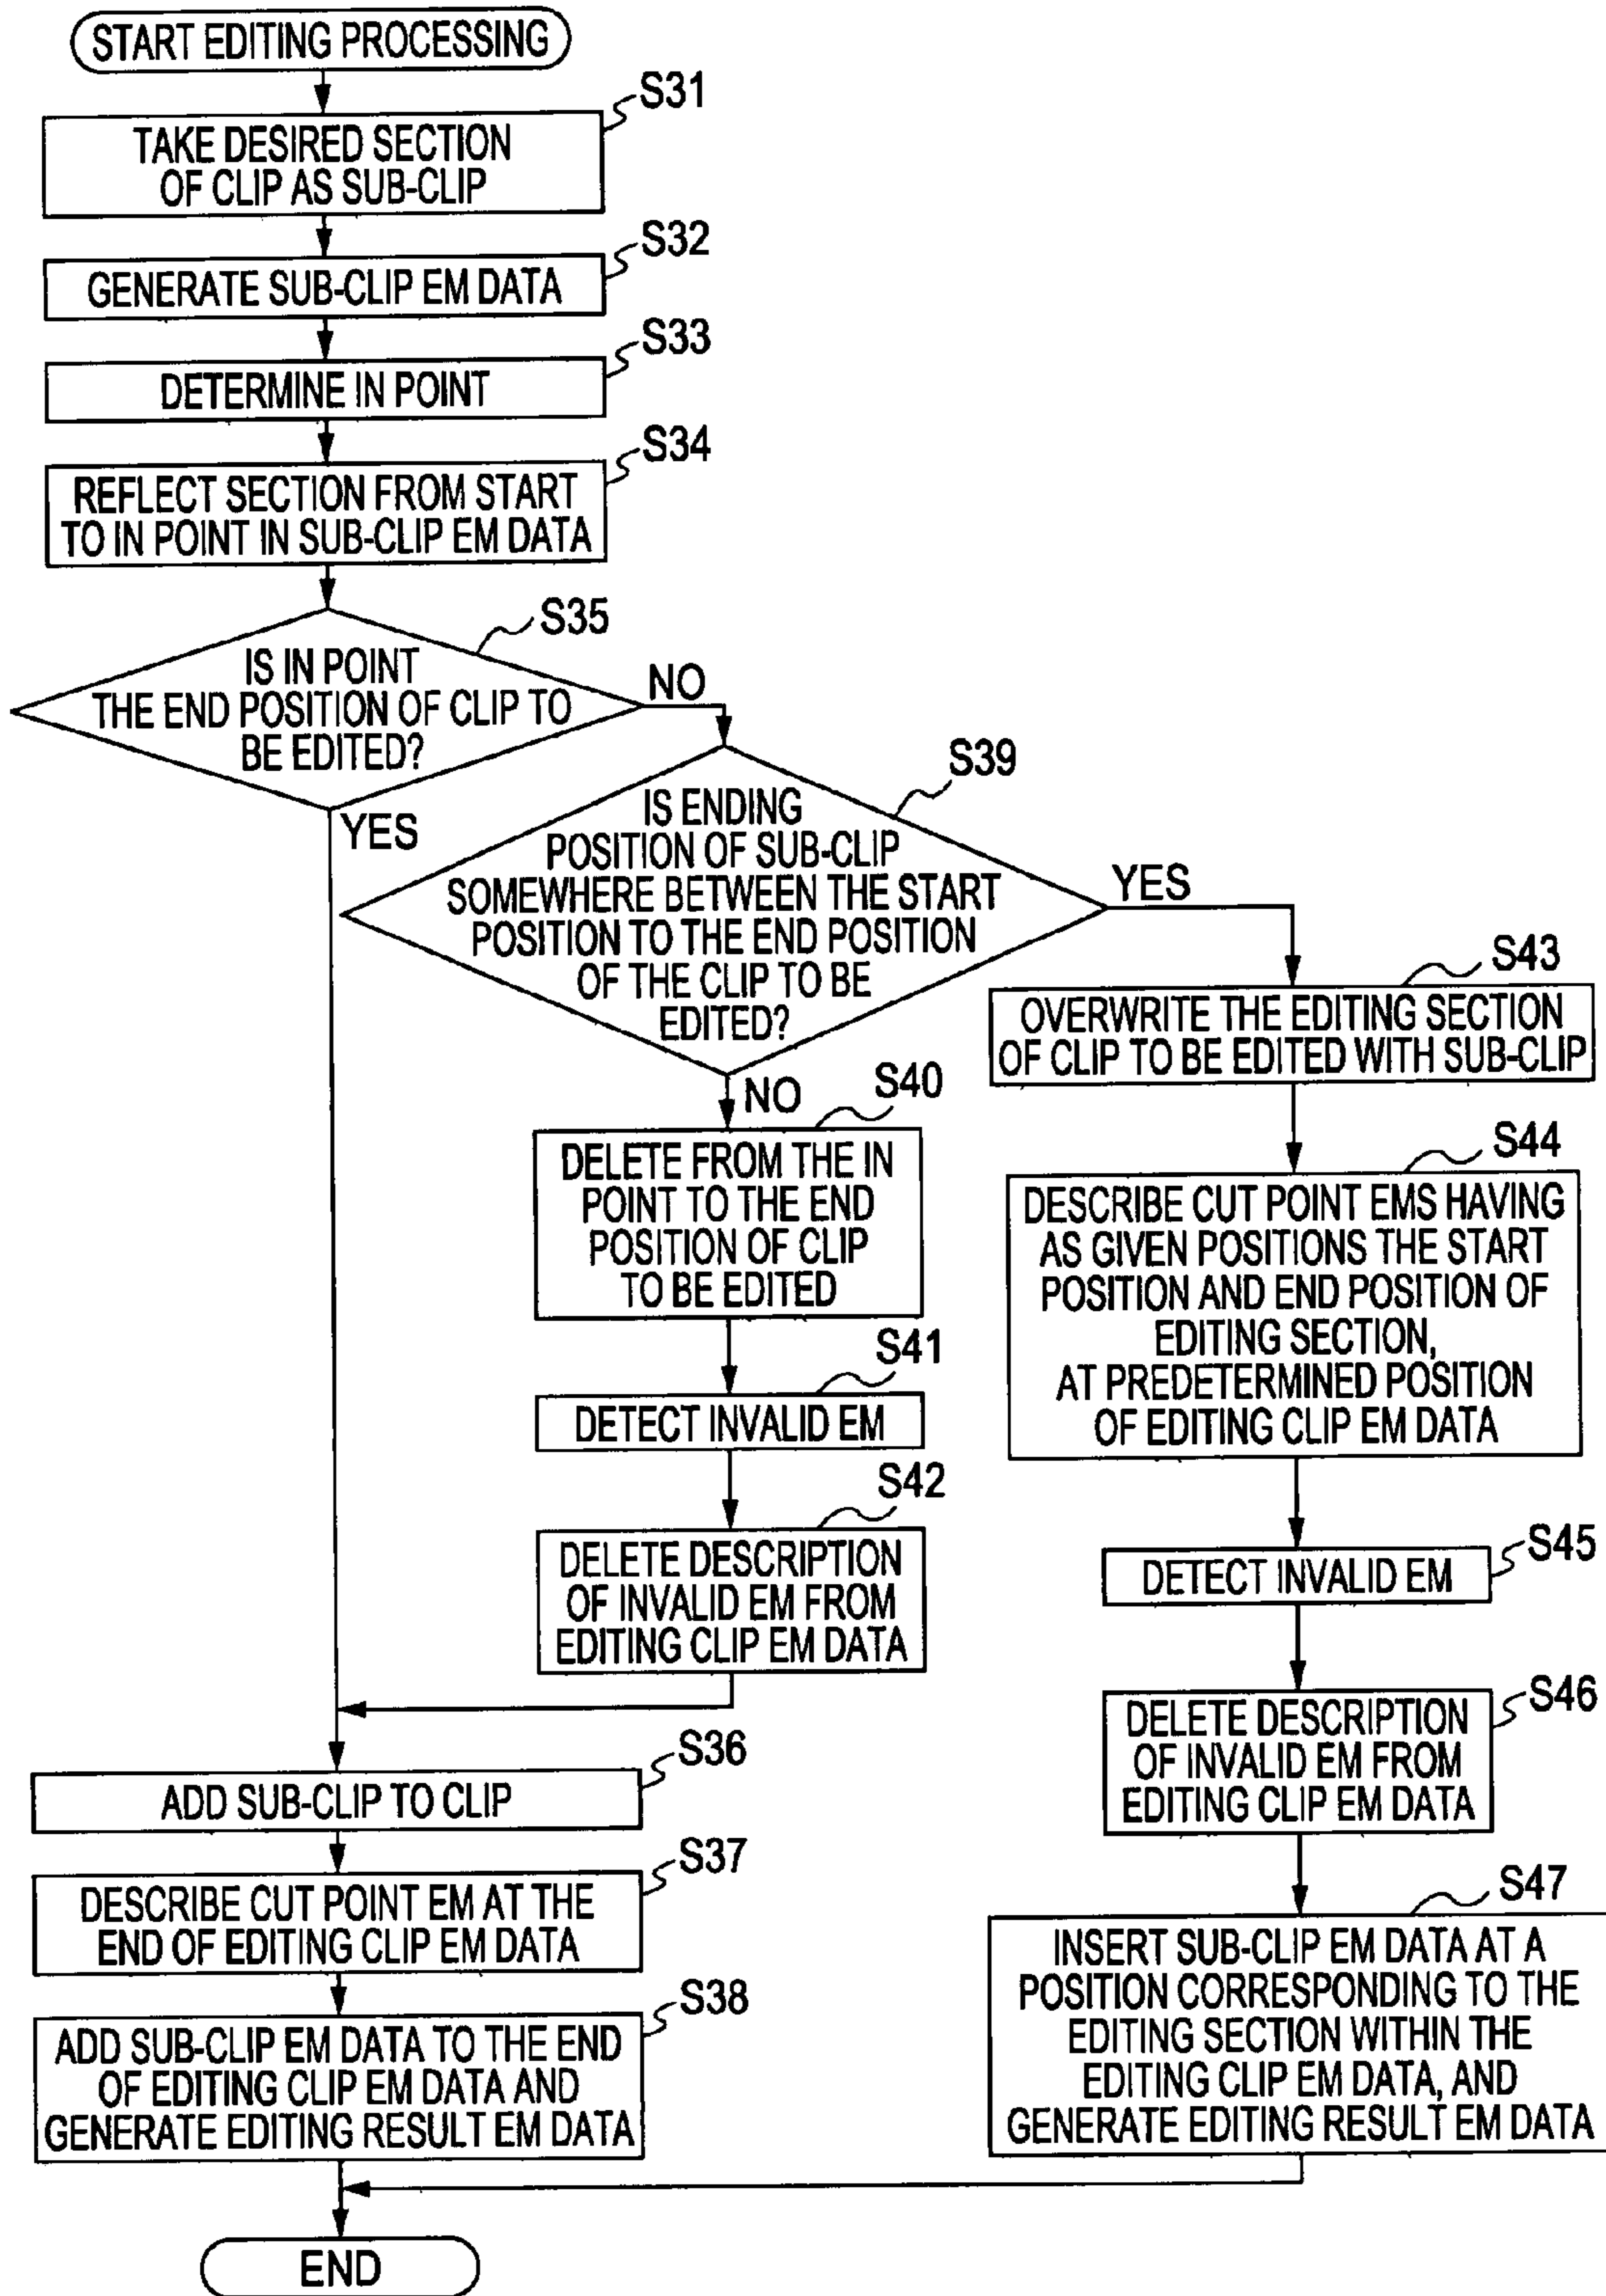 START EDITING PROCESSING
S31
TAKE DESIRED SECTION
OF CLIP AS SUB-CLIP
S32
GENERATE SUB-CLIP EM DATA
S33
DETERMINE IN POINT
S34
REFLECT SECTION FROM START
TO IN POINT IN SUB-CLIP EM DATA
S35
IS IN POINT
THE END POSITION OF CLIP TO
BE EDITED?
NO
YES
S39
IS ENDING
POSITION OF SUB-CLIP
SOMEWHERE BETWEEN THE START
POSITION TO THE END POSITION
OF THE CLIP TO BE
EDITED?
YES
NO
S40
DELETE FROM THE IN
POINT TO THE END
POSITION OF CLIP
TO BE EDITED
S41
DETECT INVALID EM
S42
DELETE DESCRIPTION
OF INVALID EM FROM
EDITING CLIP EM DATA
S43
OVERWRITE THE EDITING SECTION
OF CLIP TO BE EDITED WITH SUB-CLIP
S44
DESCRIBE CUT POINT EMS HAVING
AS GIVEN POSITIONS THE START
POSITION AND END POSITION OF
EDITING SECTION,
AT PREDETERMINED POSITION
OF EDITING CLIP EM DATA
S45
DETECT INVALID EM
S46
DELETE DESCRIPTION
OF INVALID EM FROM
EDITING CLIP EM DATA
S47
INSERT SUB-CLIP EM DATA AT A
POSITION CORRESPONDING TO THE
EDITING SECTION WITHIN THE
EDITING CLIP EM DATA, AND
GENERATE EDITING RESULT EM DATA
S36
ADD SUB-CLIP TO CLIP
S37
DESCRIBE CUT POINT EM AT THE
END OF EDITING CLIP EM DATA
S38
ADD SUB-CLIP EM DATA TO THE END
OF EDITING CLIP EM DATA AND
GENERATE EDITING RESULT EM DATA
END